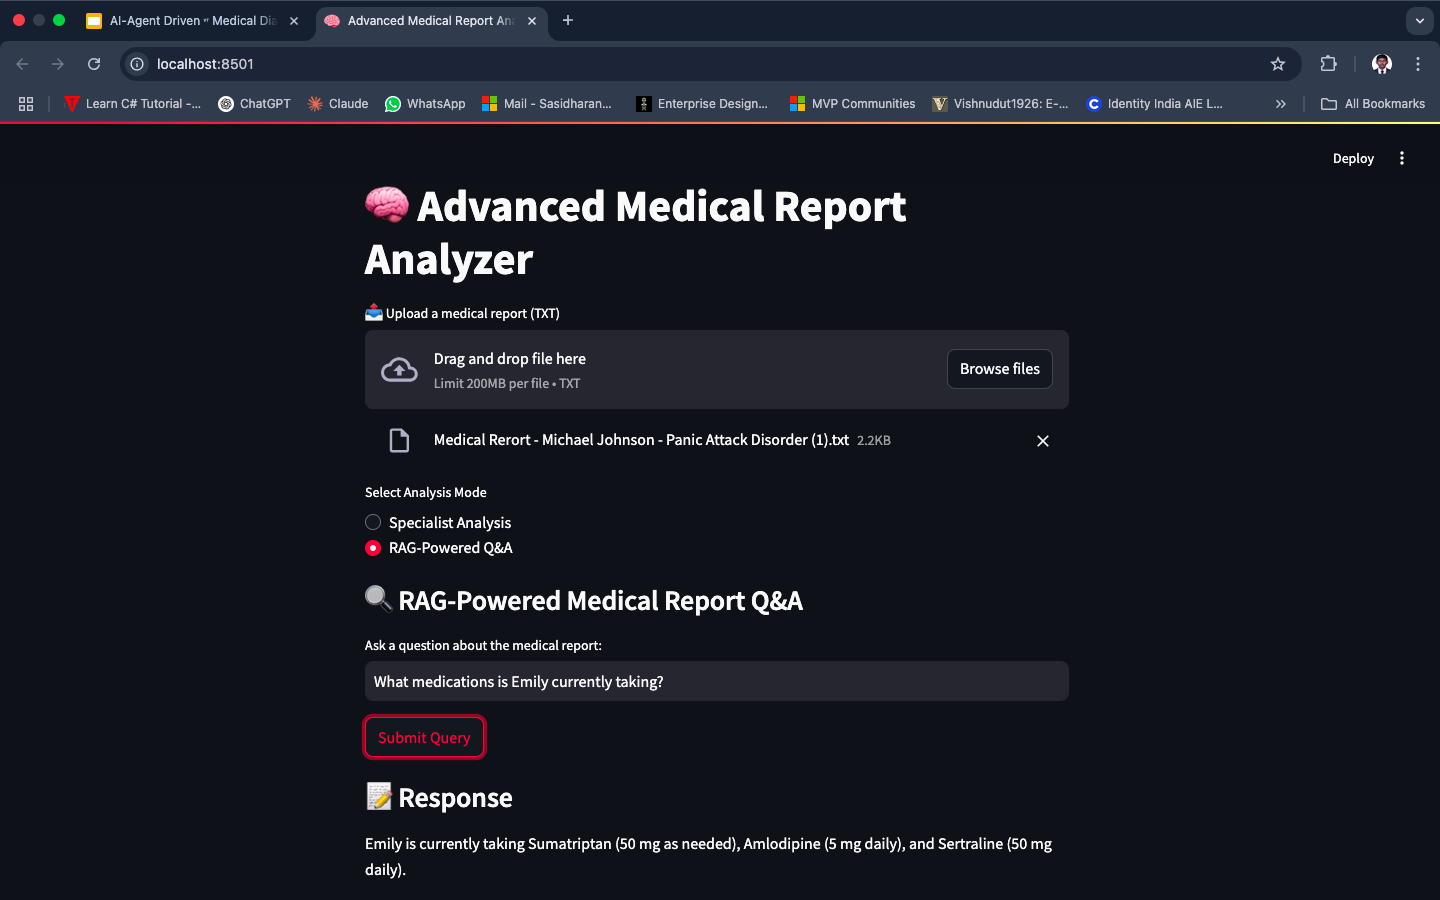 AI-Agent Driven Medical Dia
Advanced Medical Report An
localhost:8501
Learn C# Tutorial -...
ChatGPT
Claude
WhatsApp
Mail - Sasidharan...
Enterprise Design...
MVP Communities
Vishnudut1926: E-...
Identity India AIE L...
All Bookmarks
Deploy
Advanced Medical Report
Analyzer
Upload a medical report (TXT)
Drag and drop file here
Limit 200MB per file • TXT
Browse files
Medical Rerort - Michael Johnson - Panic Attack Disorder (1).txt 2.2KB
Select Analysis Mode
Specialist Analysis
RAG-Powered Q&A
RAG-Powered Medical Report Q&A
Ask a question about the medical report:
What medications is Emily currently taking?
Submit Query
Response
Emily is currently taking Sumatriptan (50 mg as needed), Amlodipine (5 mg daily), and Sertraline (50 mg
daily).